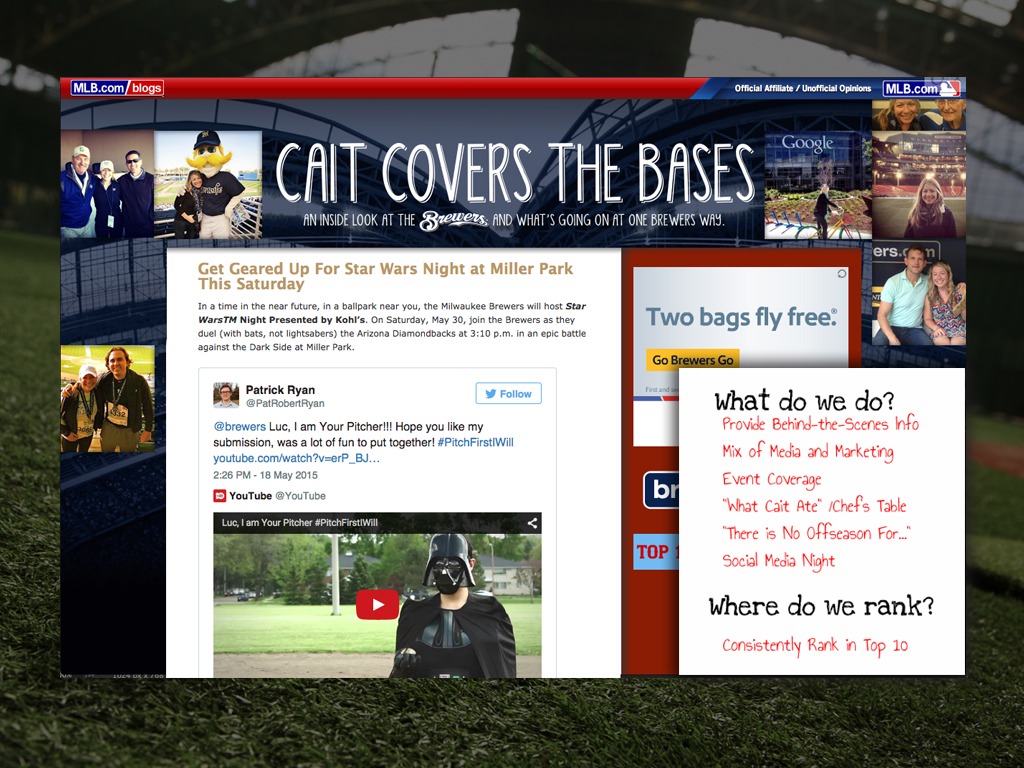 MLB.com/blogs
Official Affiliate / Unofficial Opinions
MLB.com
Google
CAIT COVERS THE BASES
AN INSIDE LOOK AT THE Brewers, AND WHAT'S GOING ON AT ONE BREWERS WAY.
Get Geared Up For Star Wars Night at Miller Park
This Saturday
In a time in the near future, in a ballpark near you, the Milwaukee Brewers will host Star
WarsTM Night Presented by Kohl's. On Saturday, May 30, join the Brewers as they
duel (with bats, not lightsabers) the Arizona Diamondbacks at 3:10 p.m. in an epic battle
against the Dark Side at Miller Park.
Patrick Ryan
@PatRobertRyan
Follow
@brewers Luc, I am Your Pitcher!!! Hope you like my
submission, was a lot of fun to put together! #PitchFirstIWill
youtube.com/watch?v=erP_BJ…
2:26 PM - 18 May 2015
YouTube @YouTube
Luc, I am Your Pitcher #PitchFirstIWill
ers.com
Two bags fly free.®
Go Brewers Go
First and se
br
TOP 1
What do we do?
Provide Behind-the-Scenes Info
Mix of Media and Marketing
Event Coverage
"What Cait Ate" /Chef's Table
"There is No Offseason For..."
Social Media Night
Where do we rank?
Consistently Rank in Top 10